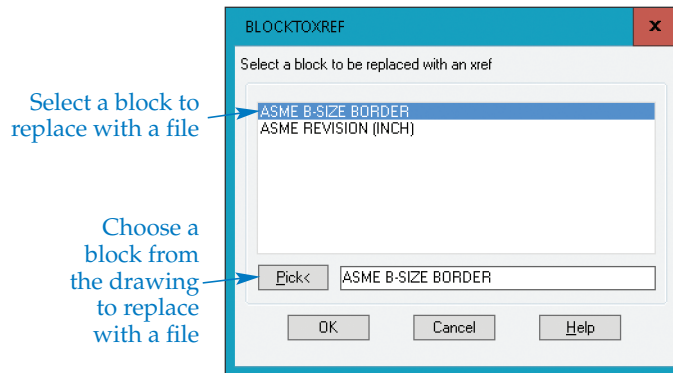 BLOCKTOXREF
x
Select a block to be replaced with an xref
Select a block to
replace with a file
ASME B-SIZE BORDER
ASME REVISION (INCH)
Choose a
block from
the drawing
to replace
with a file
Pick<
ASME B-SIZE BORDER
OK
Cancel
Help